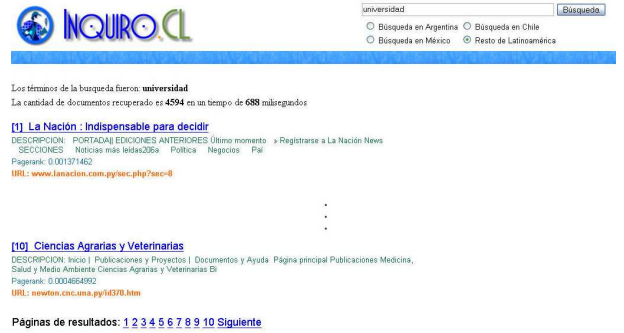 INQUIRO.CL
universidad Búsqueda
Búsqueda en Argentina Búsqueda en Chile
Búsqueda en México Resto de Latinoamérica
Los términos de la busqueda fueron: universidad
La cantidad de documentos recuperado es 4594 en un tiempo de 688 milisegundos
[1] La Nación : Indispensable para decidir
DESCRIPCION: PORTADA|| EDICIONES ANTERIORES Último momento » Registrarse a La Nación News
SECCIONES Noticias más leídas206a Política Negocios Paí
Pagerank: 0.001371462
URL: www.lanacion.com.py/sec.php?sec=8
[10] Ciencias Agrarias y Veterinarias
DESCRIPCION: Inicio | Publicaciones y Proyectos | Documentos y Ayuda Página principal Publicaciones Medicina,
Salud y Medio Ambiente Ciencias Agrarias y Veterinarias Bi
Pagerank: 0.0004664992
URL: newton.cnc.una.py/id370.htm
Páginas de resultados: 1 2 3 4 5 6 7 8 9 10 Siguiente